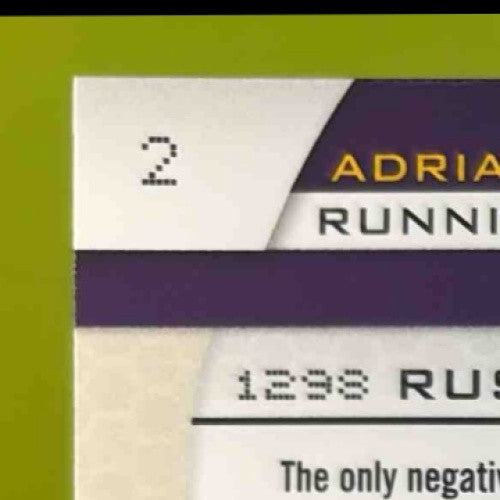 2
ADRIA
RUNNI
1298 RUS
The only negativ